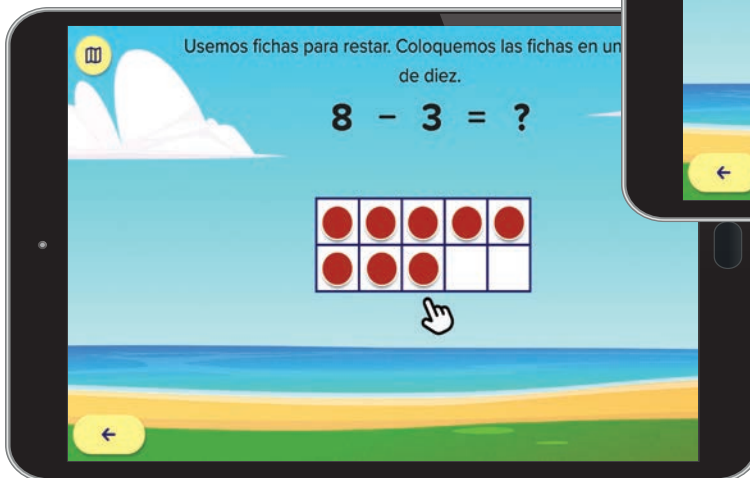 Usemos fichas para restar. Coloquemos las fichas en un
de diez.
8 - 3 = ?